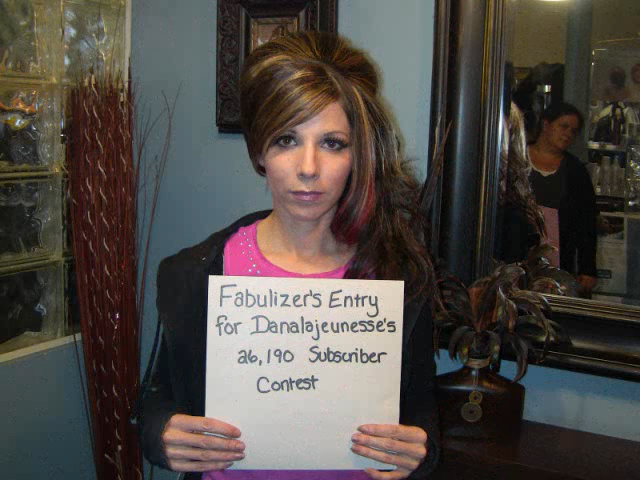 Fabulizer's Entry
for Danalajeunesse's
26,190 Subscriber
Contest